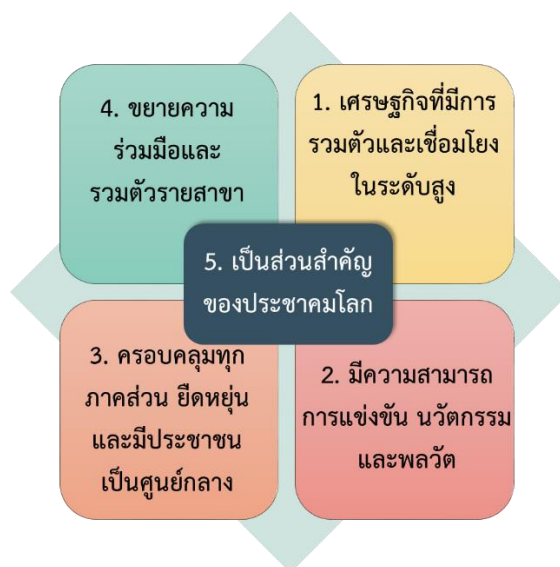 4. ขยายความ
ร่วมมือและ
รวมตัวรายสาขา
1. เศรษฐกิจที่มีการ
รวมตัวและเชื่อมโยง
ในระดับสูง
5. เป็นส่วนสำคัญ
ของประชาคมโลก
3. ครอบคลุมทุก
ภาคส่วน ยืดหยุ่น
และมีประชาชน
เป็นศูนย์กลาง
2. มีความสามารถ
การแข่งขัน นวัตกรรม
และพลวัต